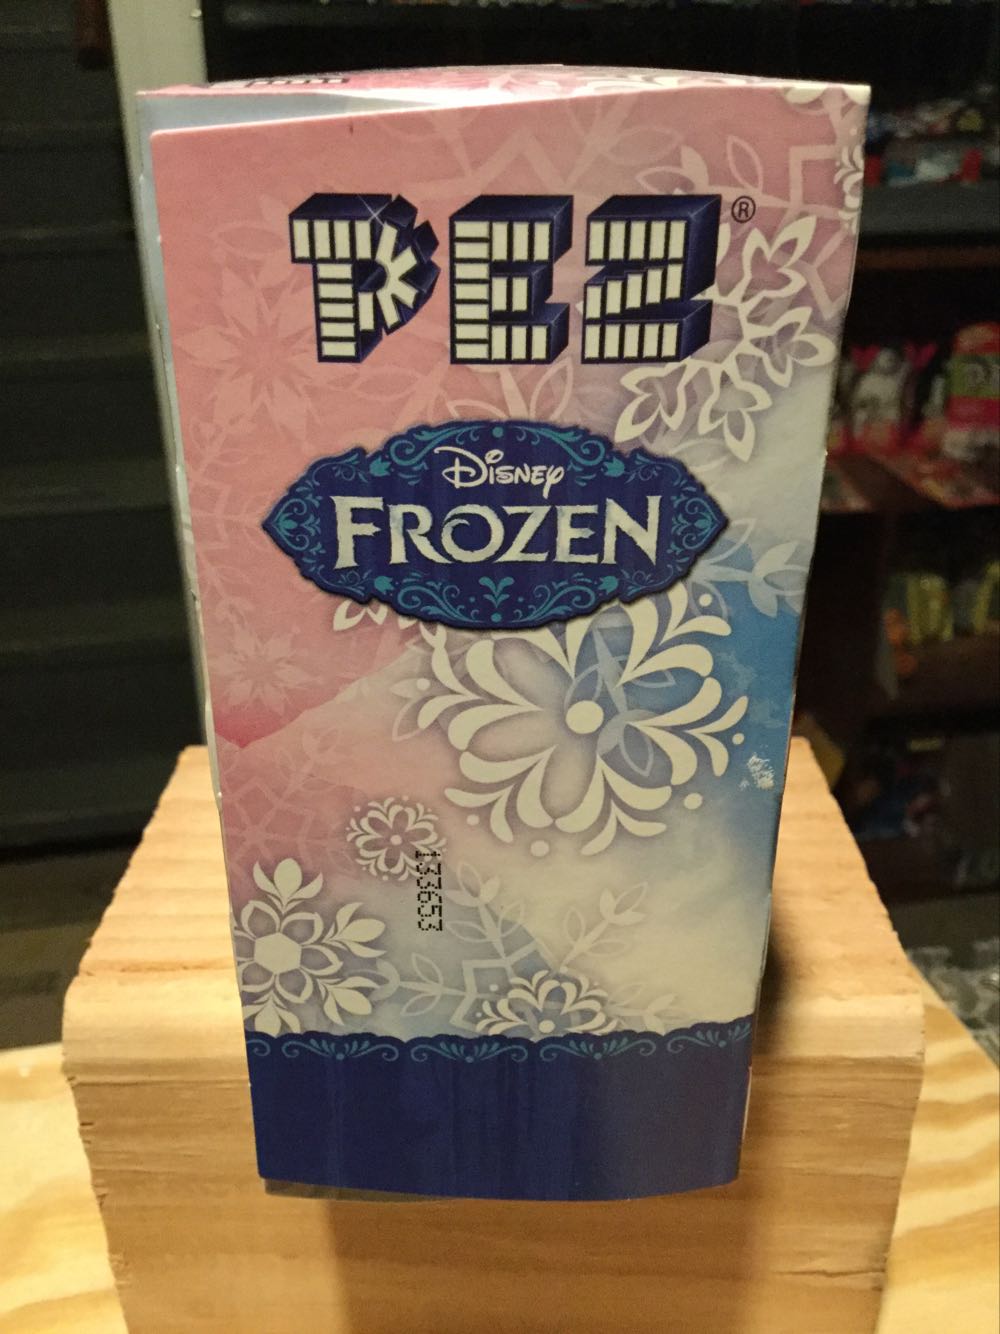 PEZ®
DISNEY
FROZEN
133653